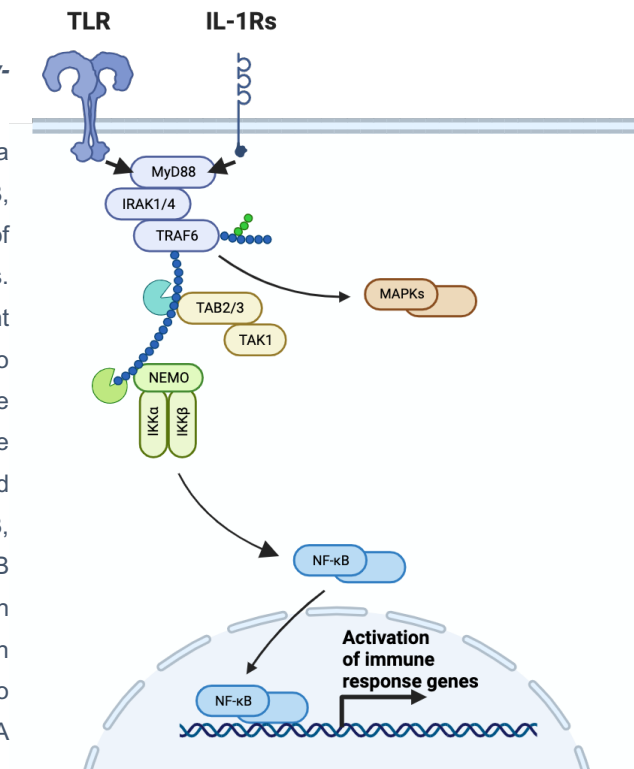 TLR
IL-1Rs
MyD88
IRAK1/4
TRAF6
MAPKs
TAB2/3
TAK1
NEMO
IKKα
IKKβ
NF-κB
Activation
of immune
response genes
NF-κB